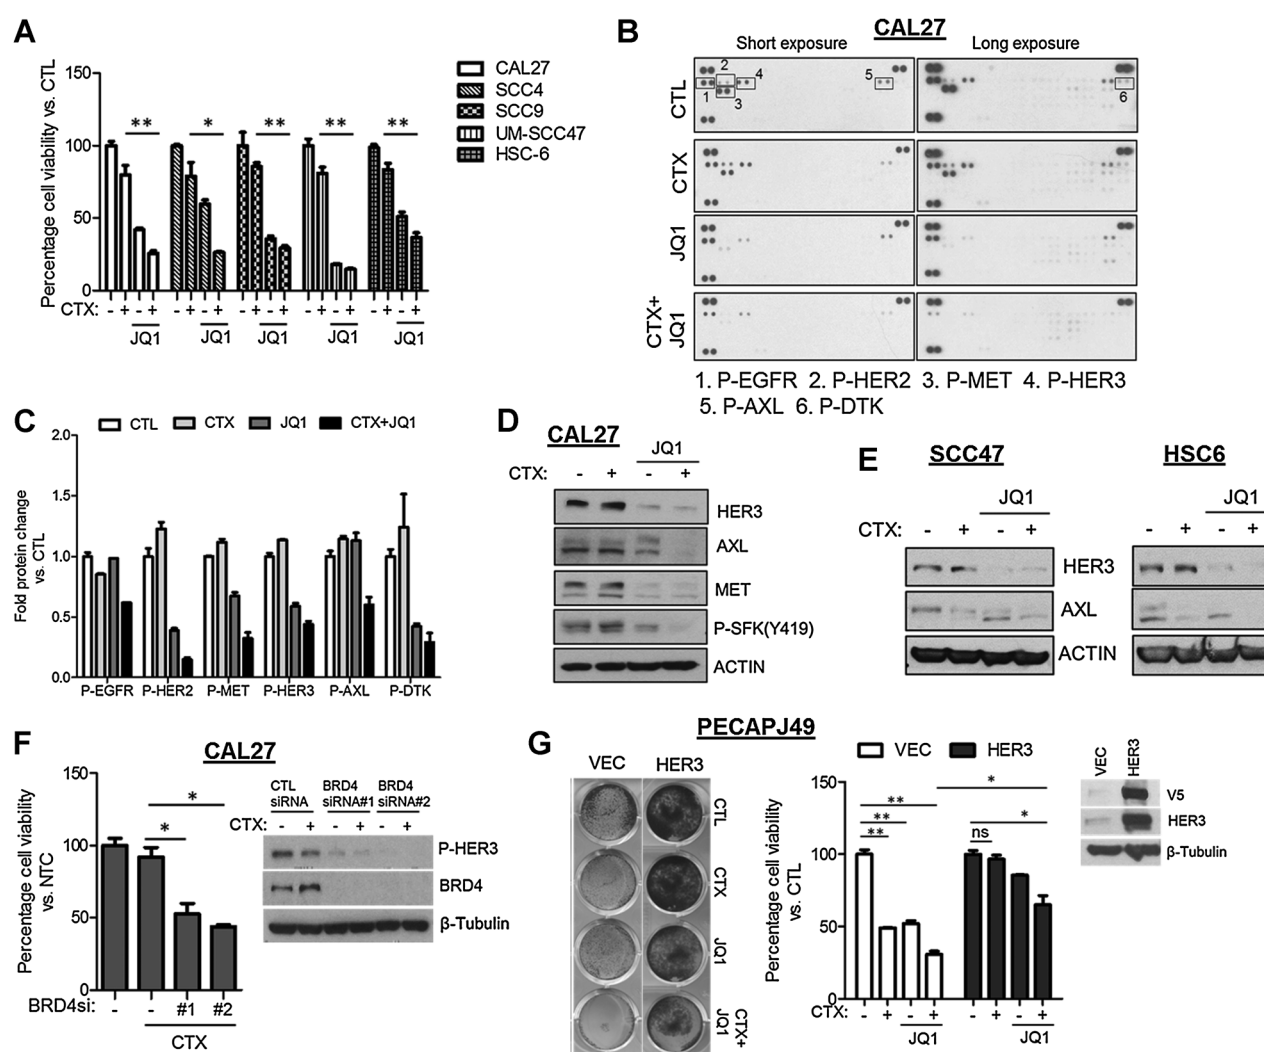 A
Percentage cell viability vs. CTL
150
100
50
0
** * ** ** **
CAL27
SCC4
SCC9
UM-SCC47
HSC-6
CTX: - + - + - + - + - + - + - + - + - + - +
JQ1 JQ1 JQ1 JQ1 JQ1
B
CAL27
Short exposure Long exposure
CTL
CTX
JQ1
CTX+
JQ1
2
5 4
1 3 6
1. P-EGFR 2. P-HER2 3. P-MET 4. P-HER3
5. P-AXL 6. P-DTK
C
CTL CTX JQ1 CTX+JQ1
Fold protein change
vs. CTL
2.0
1.5
1.0
0.5
0.0
P-EGFR P-HER2 P-MET P-HER3 P-AXL P-DTK
D
CAL27
JQ1
CTX: - + - +
HER3
AXL
MET
P-SFK(Y419)
ACTIN
E
SCC47 HSC6
JQ1 JQ1
CTX: - + - + - + - +
HER3
AXL
ACTIN
F
CAL27
Percentage cell viability
vs. NTC
150
100
50
0
*
*
BRD4si: - - #1 #2
CTX
CTL BRD4 BRD4
siRNA siRNA#1 siRNA#2
CTX: - + - + - +
P-HER3
BRD4
β-Tubulin
G
PECAPJ49
VEC HER3
CTL
CTX
JQ1
CTX+
JQ1
VEC HER3
Percentage cell viability
vs. CTL
150
100
50
0
*
**
** *
** ns
CTX: - + - + - + - +
JQ1 JQ1
VEC HER3
V5
HER3
β-Tubulin